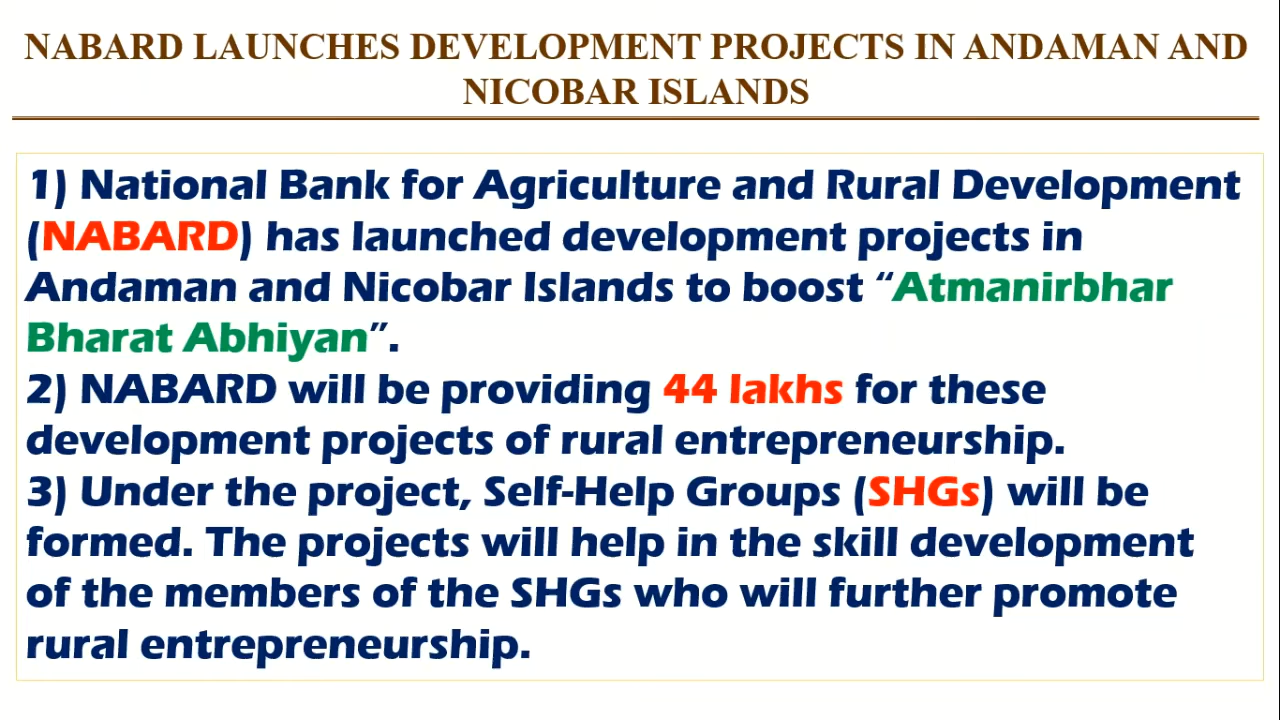 NABARD LAUNCHES DEVELOPMENT PROJECTS IN ANDAMAN AND
NICOBAR ISLANDS
1) National Bank for Agriculture and Rural Development
(NABARD) has launched development projects in
Andaman and Nicobar Islands to boost “Atmanirbhar
Bharat Abhiyan”.
2) NABARD will be providing 44 lakhs for these
development projects of rural entrepreneurship.
3) Under the project, Self-Help Groups (SHGs) will be
formed. The projects will help in the skill development
of the members of the SHGs who will further promote
rural entrepreneurship.